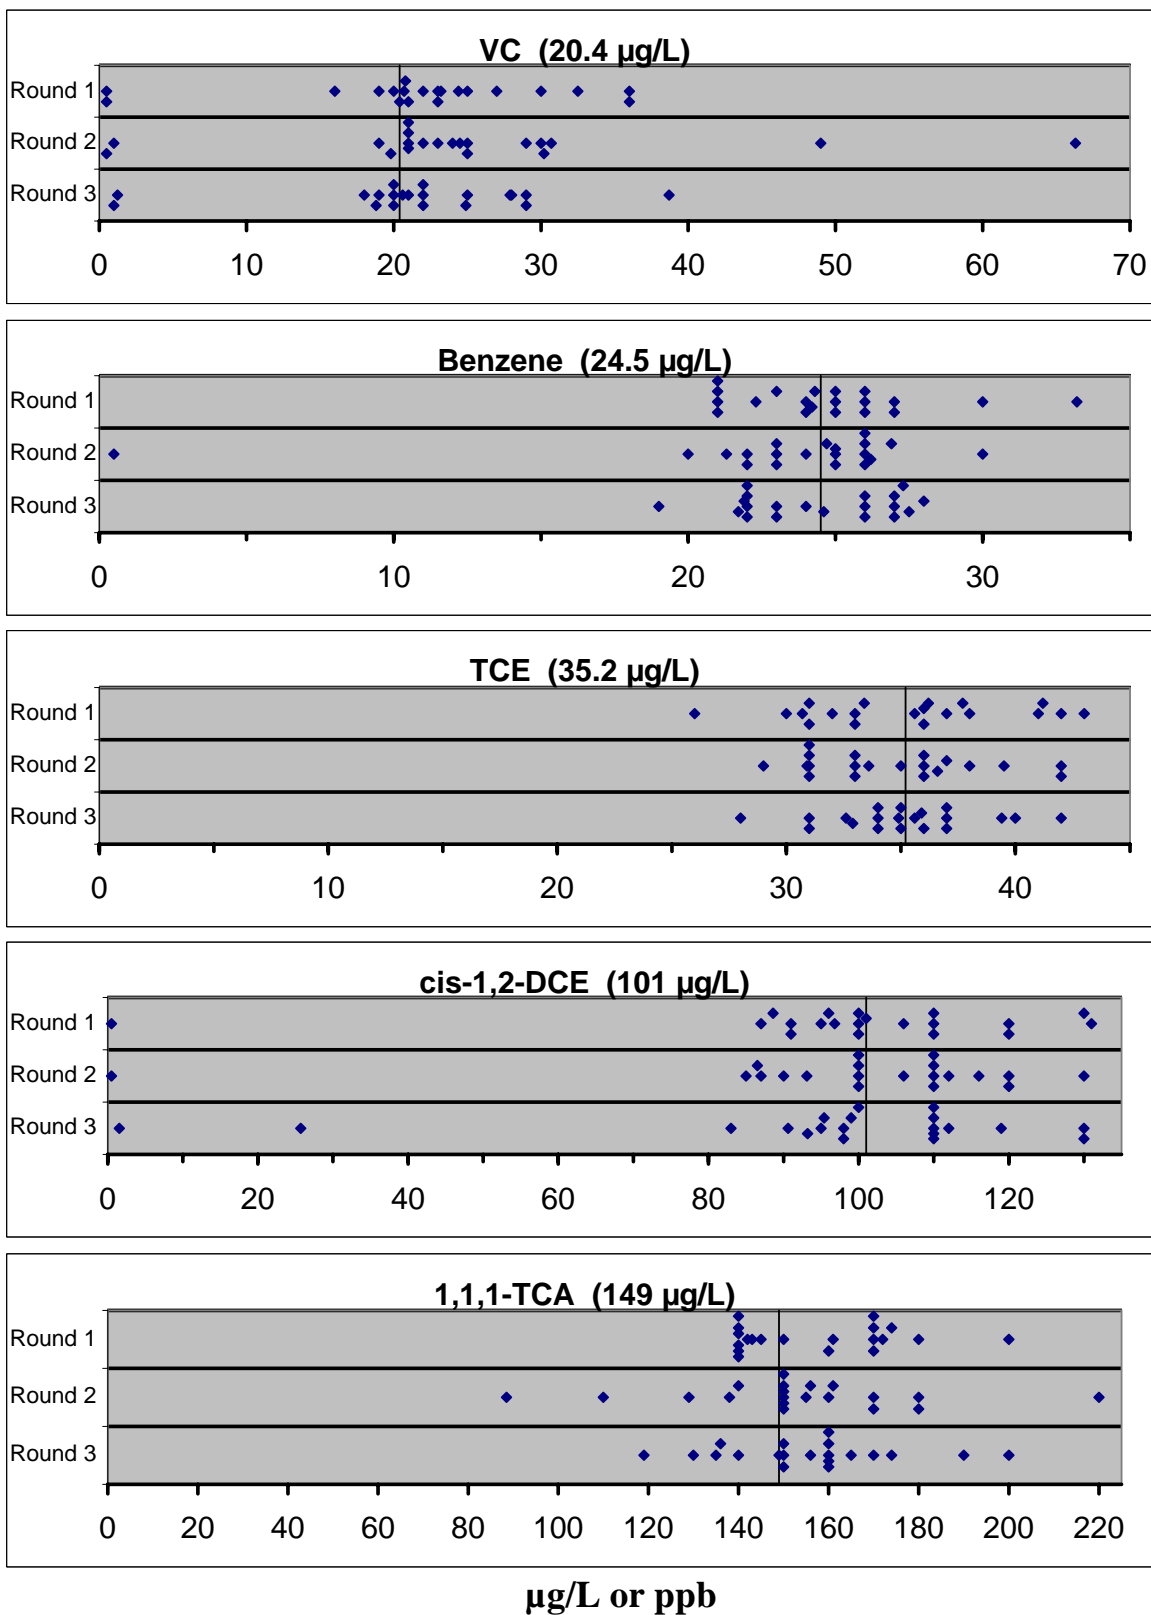 VC (20.4 µg/L)
Round 1
Round 2
Round 3
0 10 20 30 40 50 60 70
Benzene (24.5 µg/L)
Round 1
Round 2
Round 3
0 10 20 30
TCE (35.2 µg/L)
Round 1
Round 2
Round 3
0 10 20 30 40
cis-1,2-DCE (101 µg/L)
Round 1
Round 2
Round 3
0 20 40 60 80 100 120
1,1,1-TCA (149 µg/L)
Round 1
Round 2
Round 3
0 20 40 60 80 100 120 140 160 180 200 220
µg/L or ppb